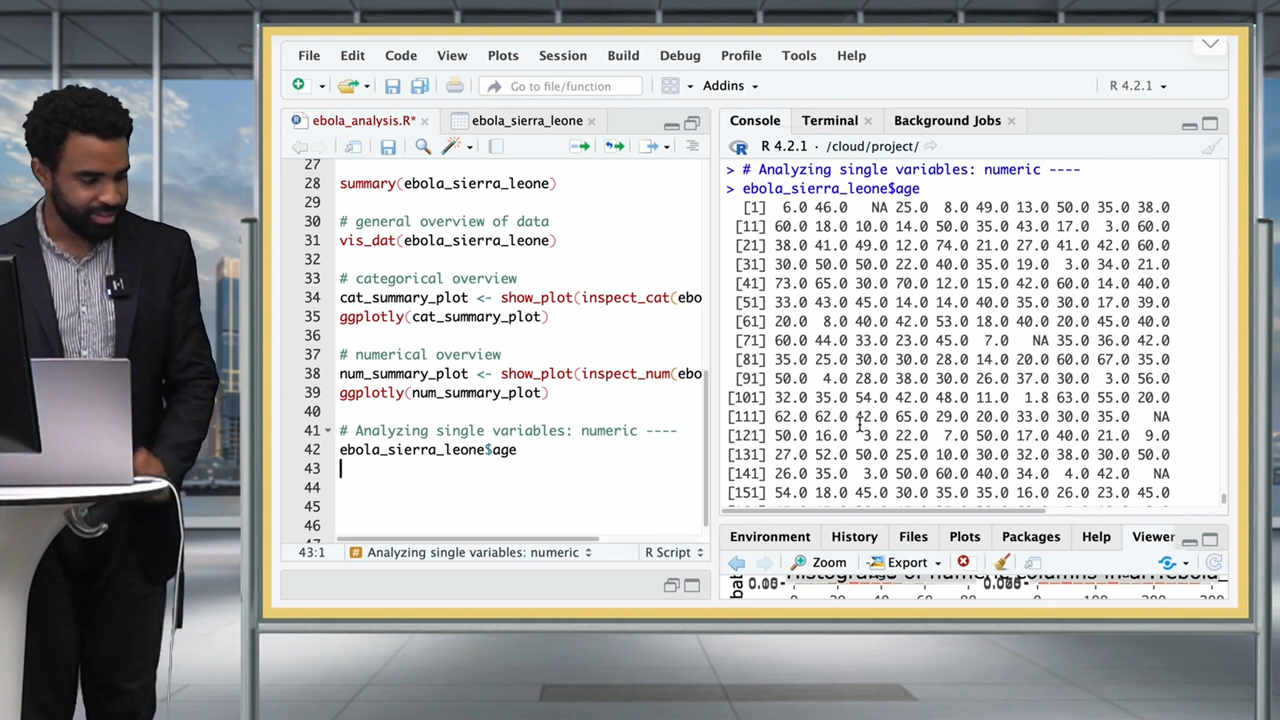 File Edit Code View Plots Session Build Debug Profile Tools Help
Go to file/function Addins R 4.2.1
ebola_analysis.R* ebola_sierra_leone
27
28 summary(ebola_sierra_leone)
29
30 # general overview of data
31 vis_dat(ebola_sierra_leone)
32
33 # categorical overview
34 cat_summary_plot <- show_plot(inspect_cat(ebo
35 ggplotly(cat_summary_plot)
36
37 # numerical overview
38 num_summary_plot <- show_plot(inspect_num(ebo
39 ggplotly(num_summary_plot)
40
41 # Analyzing single variables: numeric ----
42 ebola_sierra_leone$age
43
44
45
46
43:1 # Analyzing single variables: numeric R Script
Console Terminal Background Jobs
R 4.2.1 · /cloud/project/
> # Analyzing single variables: numeric ----
> ebola_sierra_leone$age
[1] 6.0 46.0 NA 25.0 8.0 49.0 13.0 50.0 35.0 38.0
[11] 60.0 18.0 10.0 14.0 50.0 35.0 43.0 17.0 3.0 60.0
[21] 38.0 41.0 49.0 12.0 74.0 21.0 27.0 41.0 42.0 60.0
[31] 30.0 50.0 50.0 22.0 40.0 35.0 19.0 3.0 34.0 21.0
[41] 73.0 65.0 30.0 70.0 12.0 15.0 42.0 60.0 14.0 40.0
[51] 33.0 43.0 45.0 14.0 14.0 40.0 35.0 30.0 17.0 39.0
[61] 20.0 8.0 40.0 42.0 53.0 18.0 40.0 20.0 45.0 40.0
[71] 60.0 44.0 33.0 23.0 45.0 7.0 NA 35.0 36.0 42.0
[81] 35.0 25.0 30.0 30.0 28.0 14.0 20.0 60.0 67.0 35.0
[91] 50.0 4.0 28.0 38.0 30.0 26.0 37.0 30.0 3.0 56.0
[101] 32.0 35.0 54.0 42.0 48.0 11.0 1.8 63.0 55.0 20.0
[111] 62.0 62.0 42.0 65.0 29.0 20.0 33.0 30.0 35.0 NA
[121] 50.0 16.0 3.0 22.0 7.0 50.0 17.0 40.0 21.0 9.0
[131] 27.0 52.0 50.0 25.0 10.0 30.0 32.0 38.0 30.0 50.0
[141] 26.0 35.0 3.0 50.0 60.0 40.0 34.0 4.0 42.0 NA
[151] 54.0 18.0 45.0 30.0 35.0 35.0 16.0 26.0 23.0 45.0
Environment History Files Plots Packages Help Viewer
Zoom Export